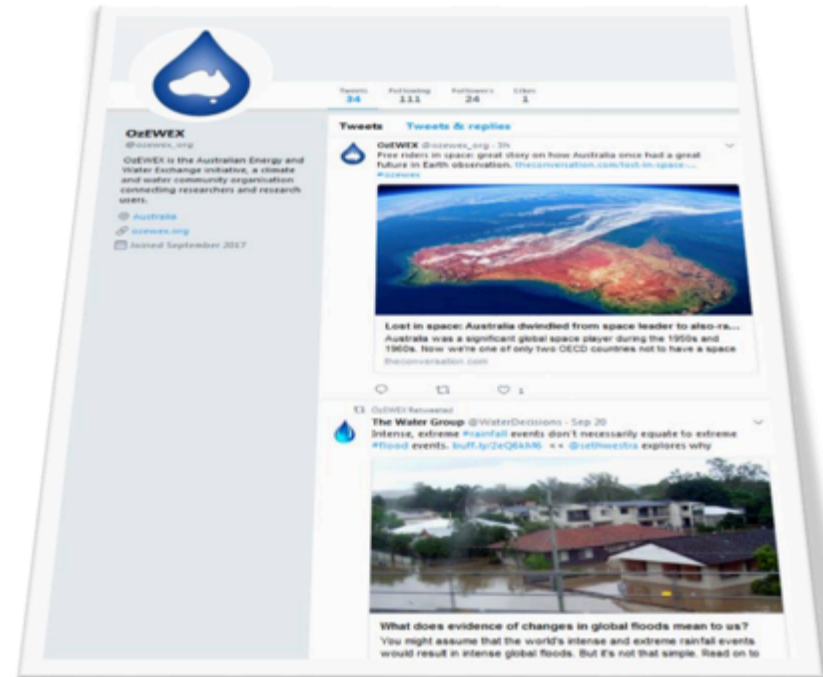 Tweets Following Followers Likes
34 111 24 1
OzEWEX
@ozewex_org
OzEWEX is the Australian Energy and
Water Exchange initiative, a climate
and water community organisation
connecting researchers and research
users.
Australia
ozewex.org
Joined September 2017
Tweets Tweets & replies
OzEWEX @ozewex_org · 3h
Free riders in space: great story on how Australia once had a great
future in Earth observation. theconversation.com/lost-in-space-...
#ozewex
Lost in space: Australia dwindled from space leader to also-ra...
Australia was a significant global space player during the 1950s and
1960s. Now we're one of only two OECD countries not to have a space
theconversation.com
1
OzEWEX Retweeted
The Water Group @WaterDecisions · Sep 20
Intense, extreme #rainfall events don't necessarily equate to extreme
#flood events. buff.ly/2eQ6kM6 << @sethwestra explores why
What does evidence of changes in global floods mean to us?
You might assume that the world's intense and extreme rainfall events
would result in intense global floods. But it's not that simple. Read on to